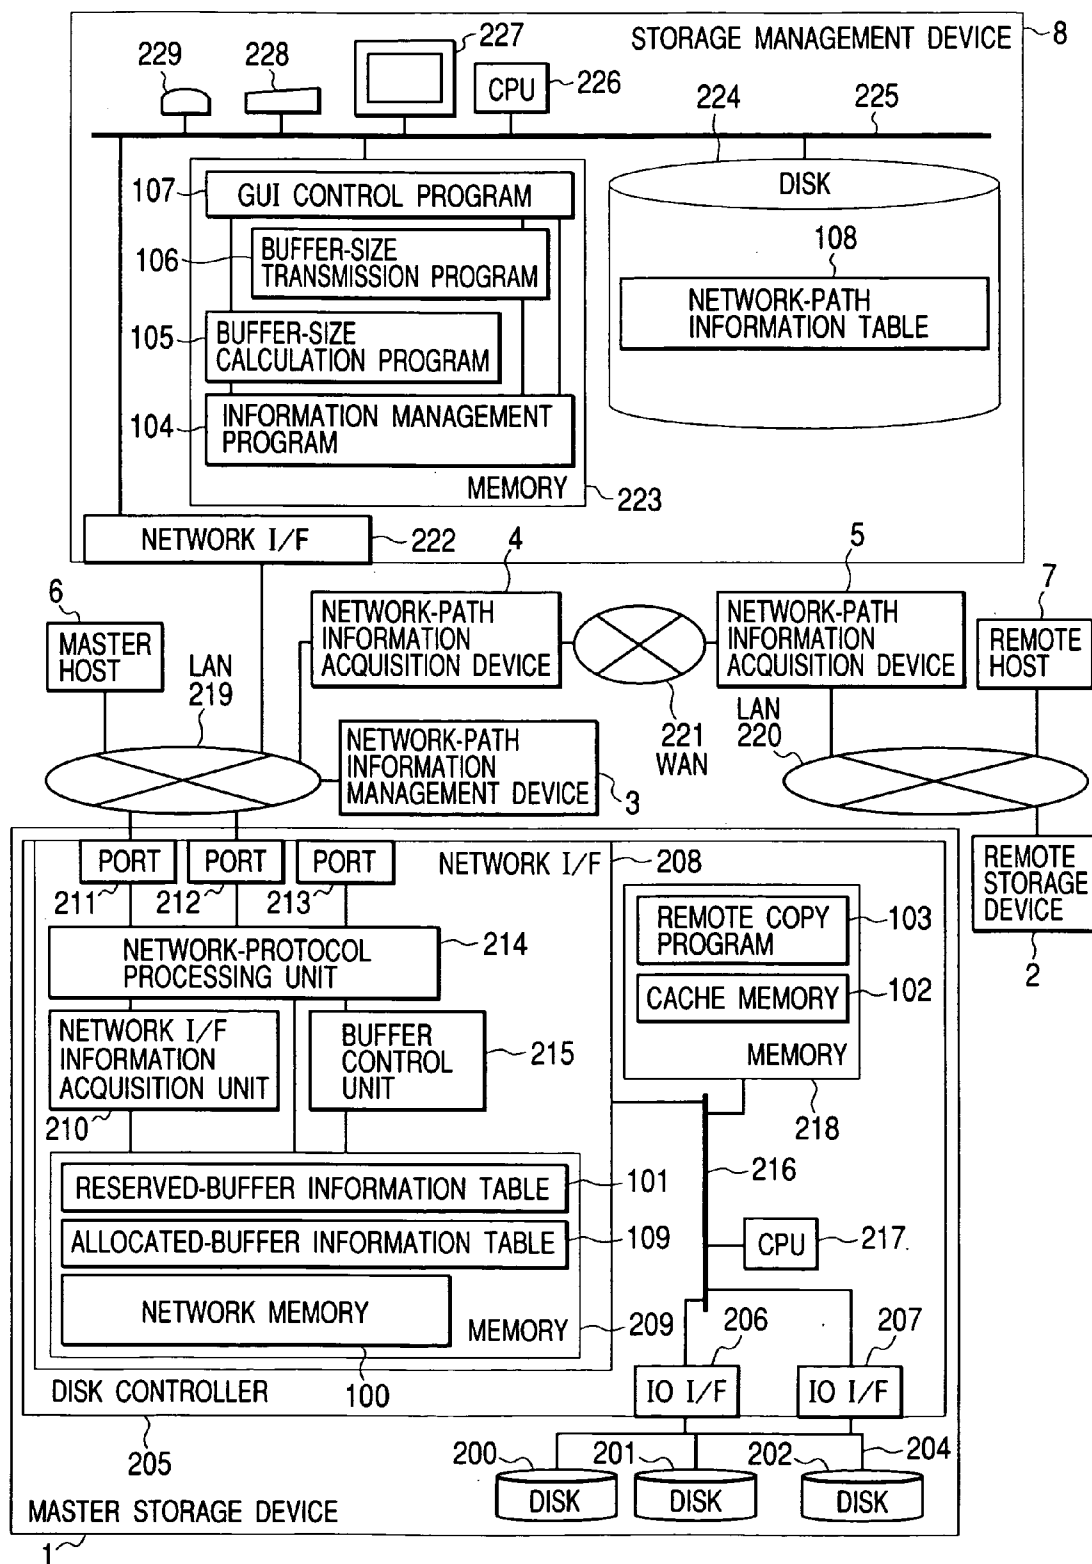 STORAGE MANAGEMENT DEVICE
8
229
228
227
CPU
226
224
225
DISK
107
GUI CONTROL PROGRAM
106
BUFFER-SIZE
TRANSMISSION PROGRAM
108
NETWORK-PATH
INFORMATION TABLE
105
BUFFER-SIZE
CALCULATION PROGRAM
104
INFORMATION MANAGEMENT
PROGRAM
MEMORY
223
NETWORK I/F
222
6
MASTER
HOST
4
NETWORK-PATH
INFORMATION
ACQUISITION DEVICE
5
NETWORK-PATH
INFORMATION
ACQUISITION DEVICE
7
REMOTE
HOST
LAN
219
221
WAN
LAN
220
NETWORK-PATH
INFORMATION
MANAGEMENT DEVICE
3
PORT
PORT
PORT
NETWORK I/F
208
211
212
213
REMOTE
STORAGE
DEVICE
2
REMOTE COPY
PROGRAM
103
CACHE MEMORY
102
MEMORY
218
NETWORK-PROTOCOL
PROCESSING UNIT
214
NETWORK I/F
INFORMATION
ACQUISITION UNIT
210
BUFFER
CONTROL
UNIT
215
216
RESERVED-BUFFER INFORMATION TABLE
101
ALLOCATED-BUFFER INFORMATION TABLE
109
CPU
217
NETWORK MEMORY
MEMORY
209
100
206
207
IO I/F
IO I/F
DISK CONTROLLER
205
200
201
202
204
DISK
DISK
DISK
MASTER STORAGE DEVICE
1